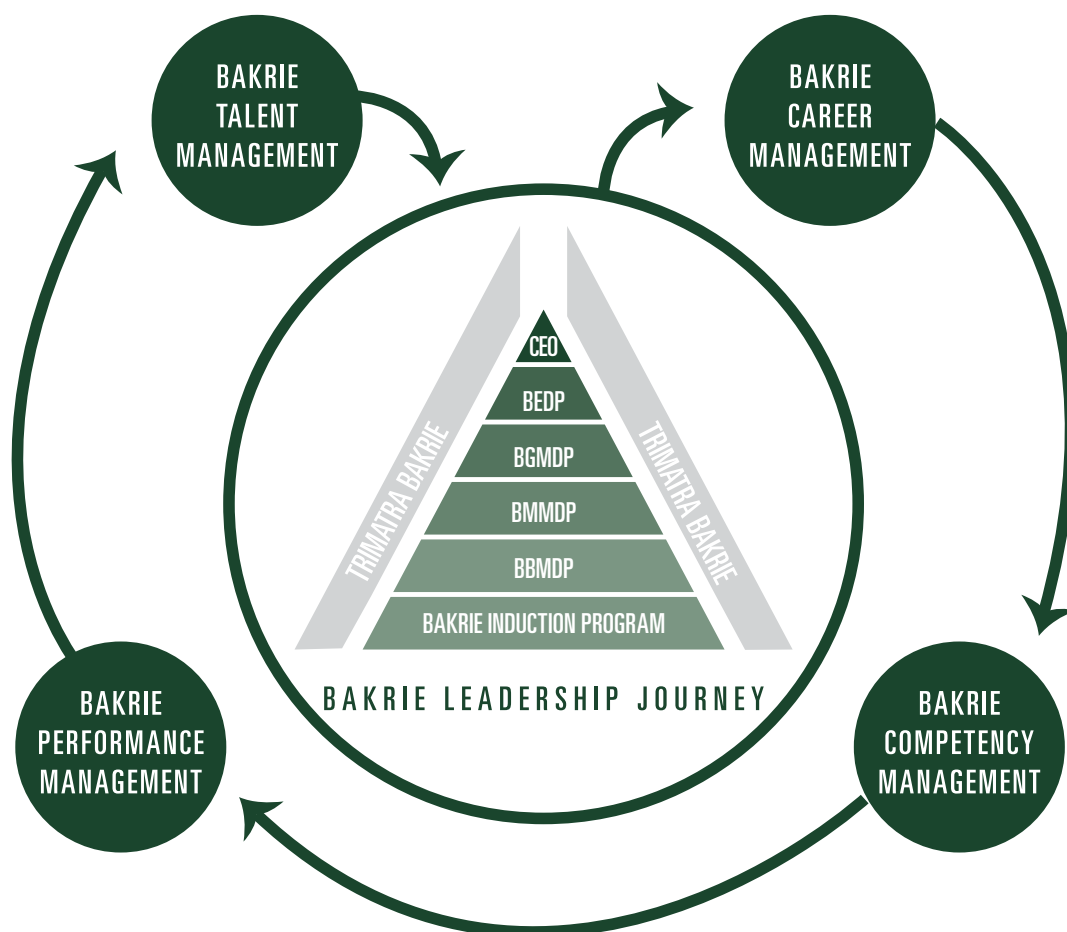 BAKRIE
TALENT
MANAGEMENT
BAKRIE
CAREER
MANAGEMENT
TRIMATRA BAKRIE
TRIMATRA BAKRIE
CEO
BEDP
BGMDP
BMMDP
BBMDP
BAKRIE INDUCTION PROGRAM
BAKRIE LEADERSHIP JOURNEY
BAKRIE
PERFORMANCE
MANAGEMENT
BAKRIE
COMPETENCY
MANAGEMENT